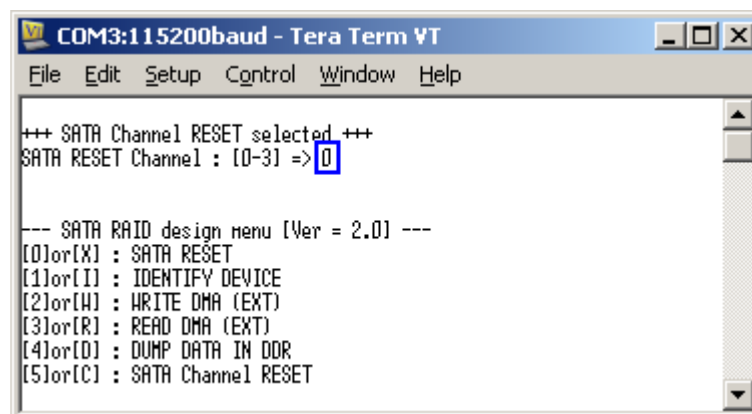 COM3:115200baud - Tera Term VT
File Edit Setup Control Window Help
+++ SATA Channel RESET selected +++
SATA RESET Channel : [0-3] => 0
--- SATA RAID design menu [Ver = 2.0] ---
[0]or[X] : SATA RESET
[1]or[I] : IDENTIFY DEVICE
[2]or[W] : WRITE DMA (EXT)
[3]or[R] : READ DMA (EXT)
[4]or[D] : DUMP DATA IN DDR
[5]or[C] : SATA Channel RESET